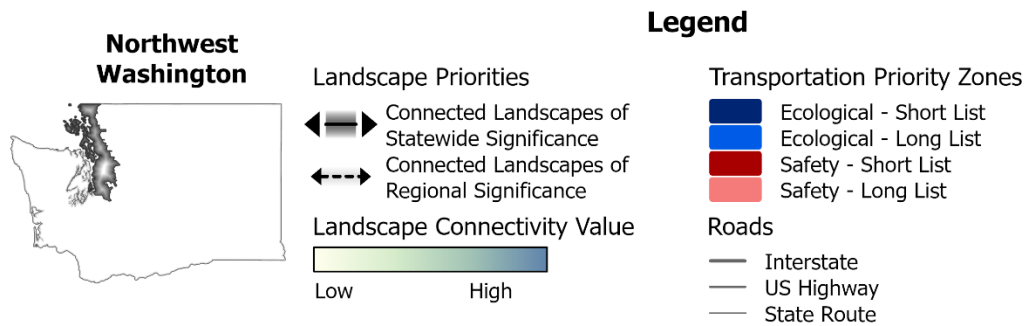 Legend
Northwest
Washington
Landscape Priorities
Connected Landscapes of
Statewide Significance
Connected Landscapes of
Regional Significance
Landscape Connectivity Value
Low High
Transportation Priority Zones
Ecological - Short List
Ecological - Long List
Safety - Short List
Safety - Long List
Roads
Interstate
US Highway
State Route